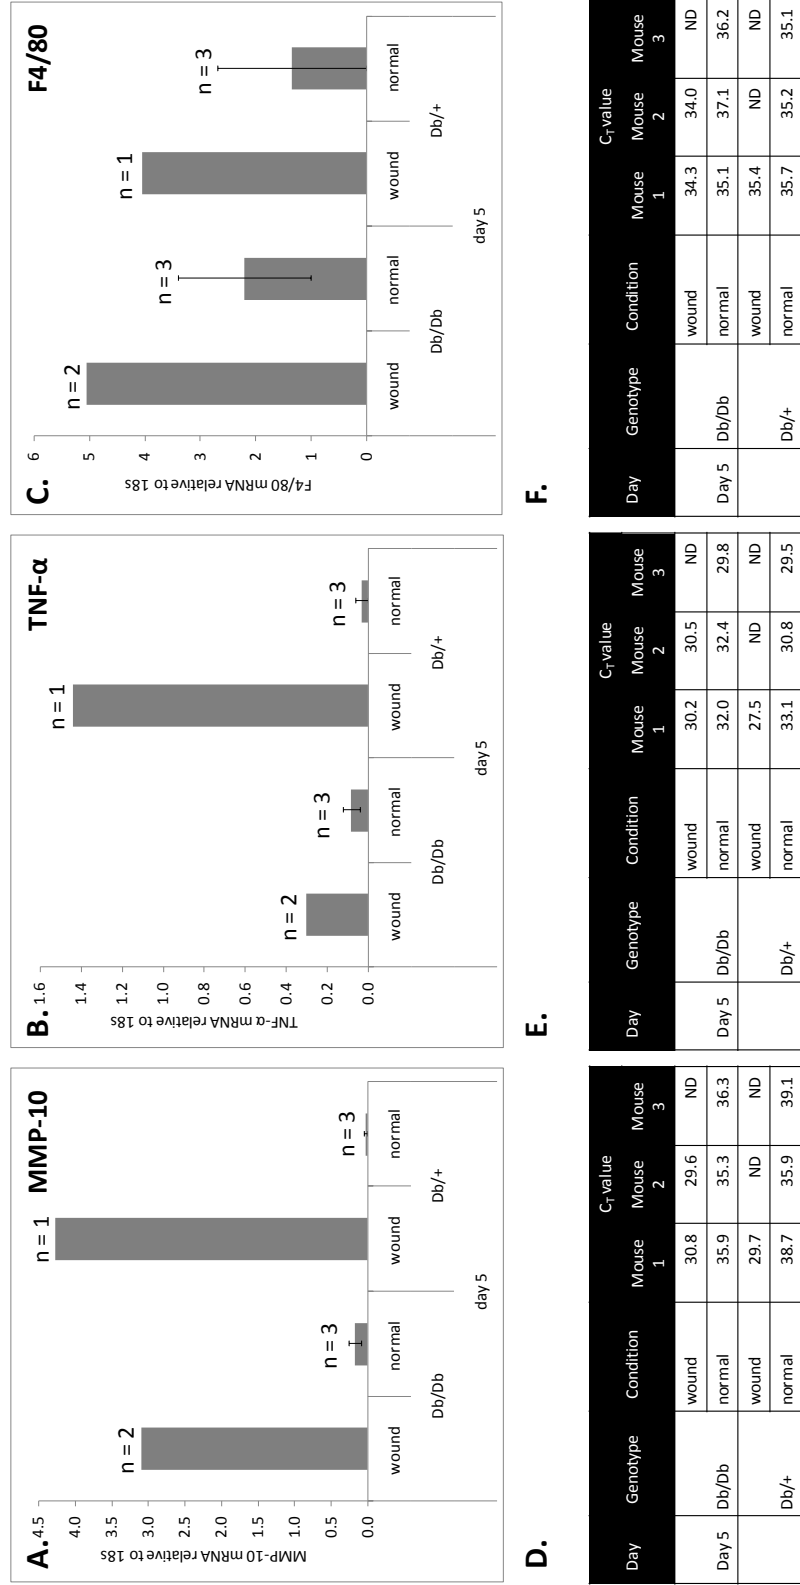 A.
MMP-10
MMP-10 mRNA relative to 18s
4.5
4.0
3.5
3.0
2.5
2.0
1.5
1.0
0.5
0.0
n = 2
n = 3
n = 1
n = 3
wound normal wound normal
Db/Db Db/+
day 5
B.
TNF-α
TNF-α mRNA relative to 18s
1.6
1.4
1.2
1.0
0.8
0.6
0.4
0.2
0.0
n = 2
n = 3
n = 1
n = 3
wound normal wound normal
Db/Db Db/+
day 5
C.
F4/80
F4/80 mRNA relative to 18s
6
5
4
3
2
1
0
n = 2
n = 3
n = 1
n = 3
wound normal wound normal
Db/Db Db/+
day 5
D.
CT value
Day Genotype Condition Mouse 1 Mouse 2 Mouse 3
wound 30.8 29.6 ND
Day 5 Db/Db normal 35.9 35.3 36.3
wound 29.7 ND ND
Db/+ normal 38.7 35.9 39.1
E.
CT value
Day Genotype Condition Mouse 1 Mouse 2 Mouse 3
wound 30.2 30.5 ND
Day 5 Db/Db normal 32.0 32.4 29.8
wound 27.5 ND ND
Db/+ normal 33.1 30.8 29.5
F.
CT value
Day Genotype Condition Mouse 1 Mouse 2 Mouse 3
wound 34.3 34.0 ND
Day 5 Db/Db normal 35.1 37.1 36.2
wound 35.4 ND ND
Db/+ normal 35.7 35.2 35.1